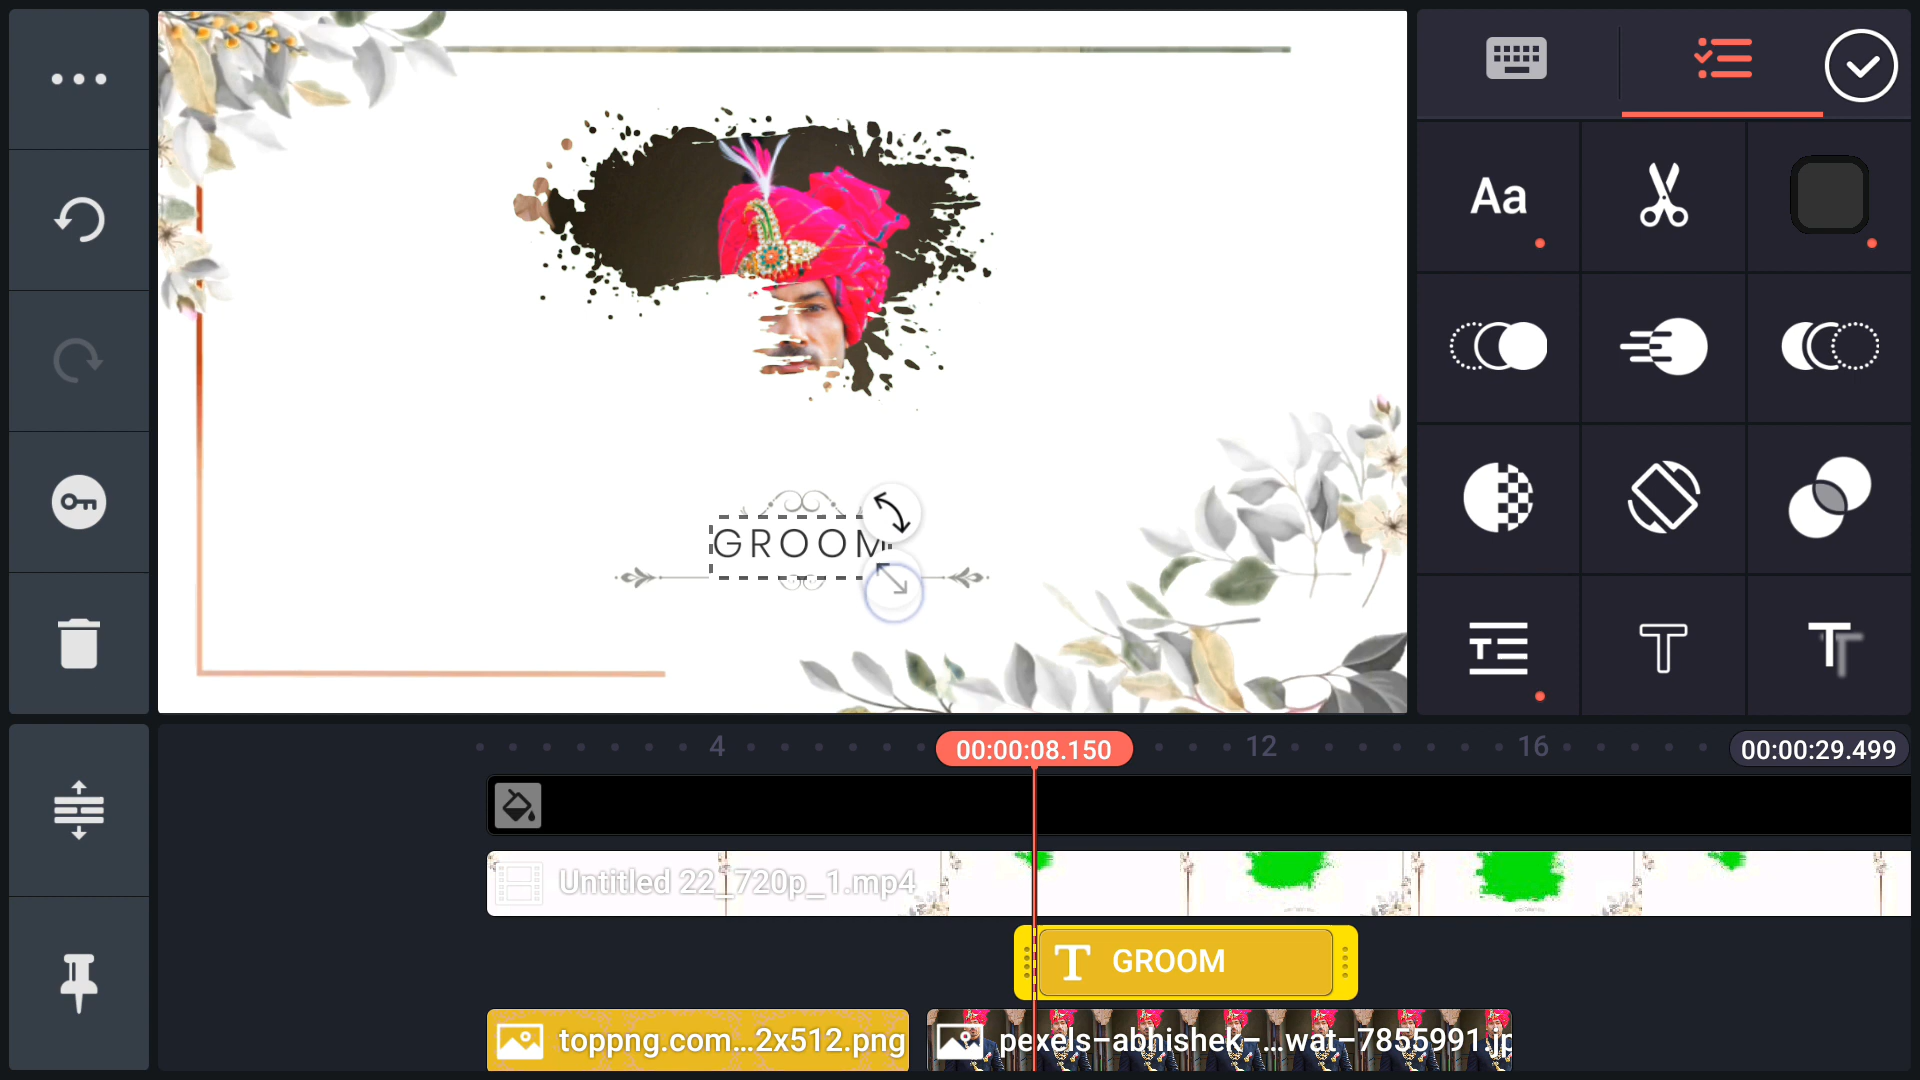 Aa
GROOM
4
00:00:08.150
12
16
00:00:29.499
Untitled 22_720p_1.mp4
T GROOM
toppng.com...2x512.png
pexels-abhishek-...wat-7855991.jp